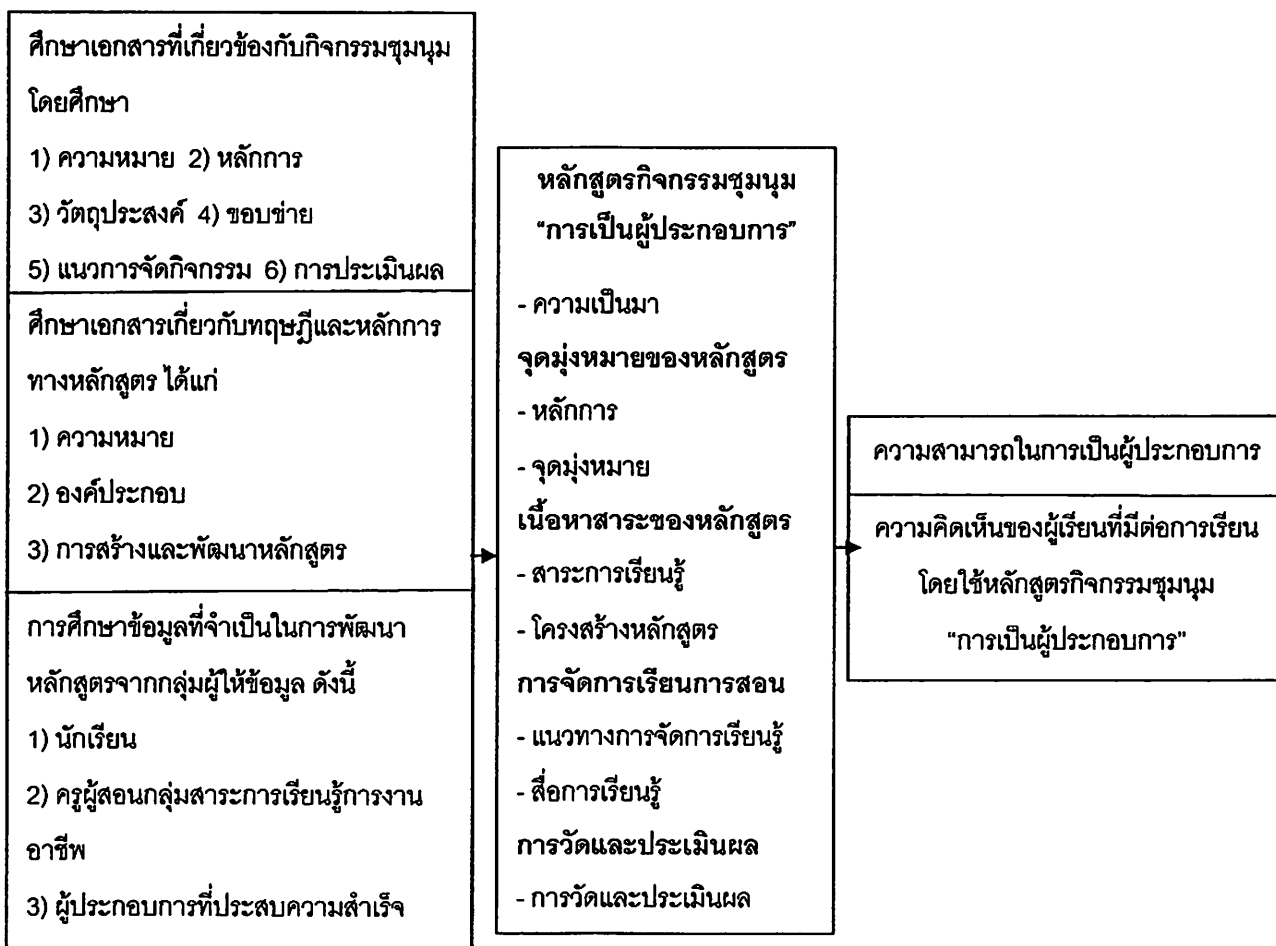 ศึกษาเอกสารที่เกี่ยวข้องกับกิจกรรมชุมนุม
โดยศึกษา
1) ความหมาย 2) หลักการ
3) วัตถุประสงค์ 4) ขอบข่าย
5) แนวการจัดกิจกรรม 6) การประเมินผล
ศึกษาเอกสารเกี่ยวกับทฤษฎีและหลักการ
ทางหลักสูตร ได้แก่
1) ความหมาย
2) องค์ประกอบ
3) การสร้างและพัฒนาหลักสูตร
การศึกษาข้อมูลที่จำเป็นในการพัฒนา
หลักสูตรจากกลุ่มผู้ให้ข้อมูล ดังนี้
1) นักเรียน
2) ครูผู้สอนกลุ่มสาระการเรียนรู้การงาน
อาชีพ
3) ผู้ประกอบการที่ประสบความสำเร็จ
หลักสูตรกิจกรรมชุมนุม
“การเป็นผู้ประกอบการ”
- ความเป็นมา
จุดมุ่งหมายของหลักสูตร
- หลักการ
- จุดมุ่งหมาย
เนื้อหาสาระของหลักสูตร
- สาระการเรียนรู้
- โครงสร้างหลักสูตร
การจัดการเรียนการสอน
- แนวทางการจัดการเรียนรู้
- สื่อการเรียนรู้
การวัดและประเมินผล
- การวัดและประเมินผล
ความสามารถในการเป็นผู้ประกอบการ
ความคิดเห็นของผู้เรียนที่มีต่อการเรียน
โดยใช้หลักสูตรกิจกรรมชุมนุม
“การเป็นผู้ประกอบการ”